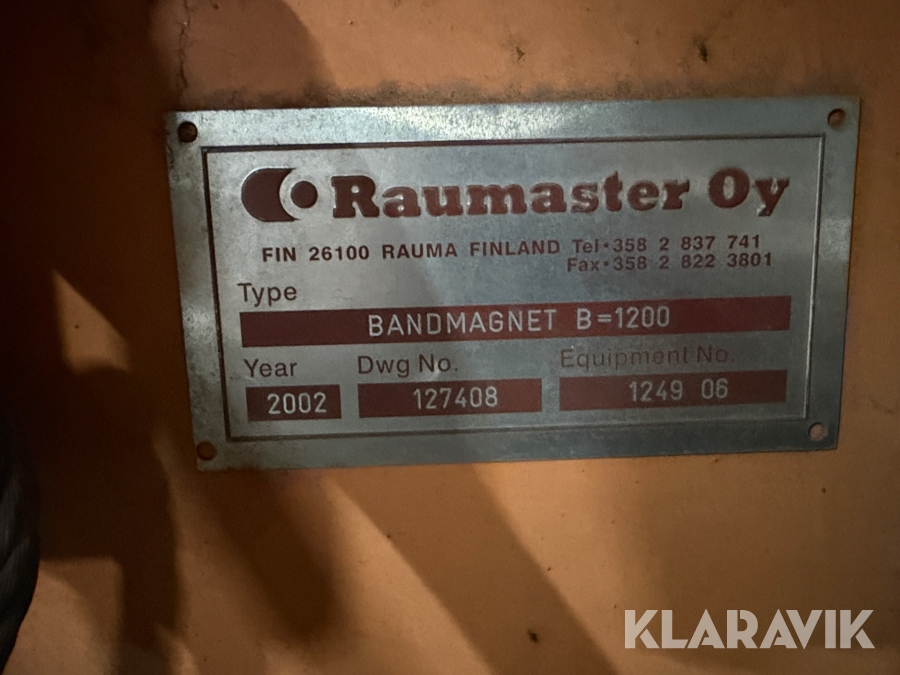 Raumaster Oy
FIN 26100 RAUMA FINLAND Tel•358 2 837 741
Fax•358 2 822 3801
Type
BANDMAGNET B=1200
Year Dwg No. Equipment No.
2002 127408 1249 06
KLARAVIK